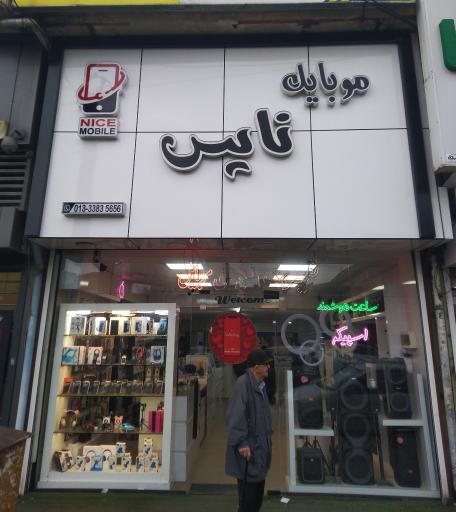 موبایل
نایس
NICE
MOBILE
013-3383 5656
Welcome
ساعت هوشمند
اسپیکر